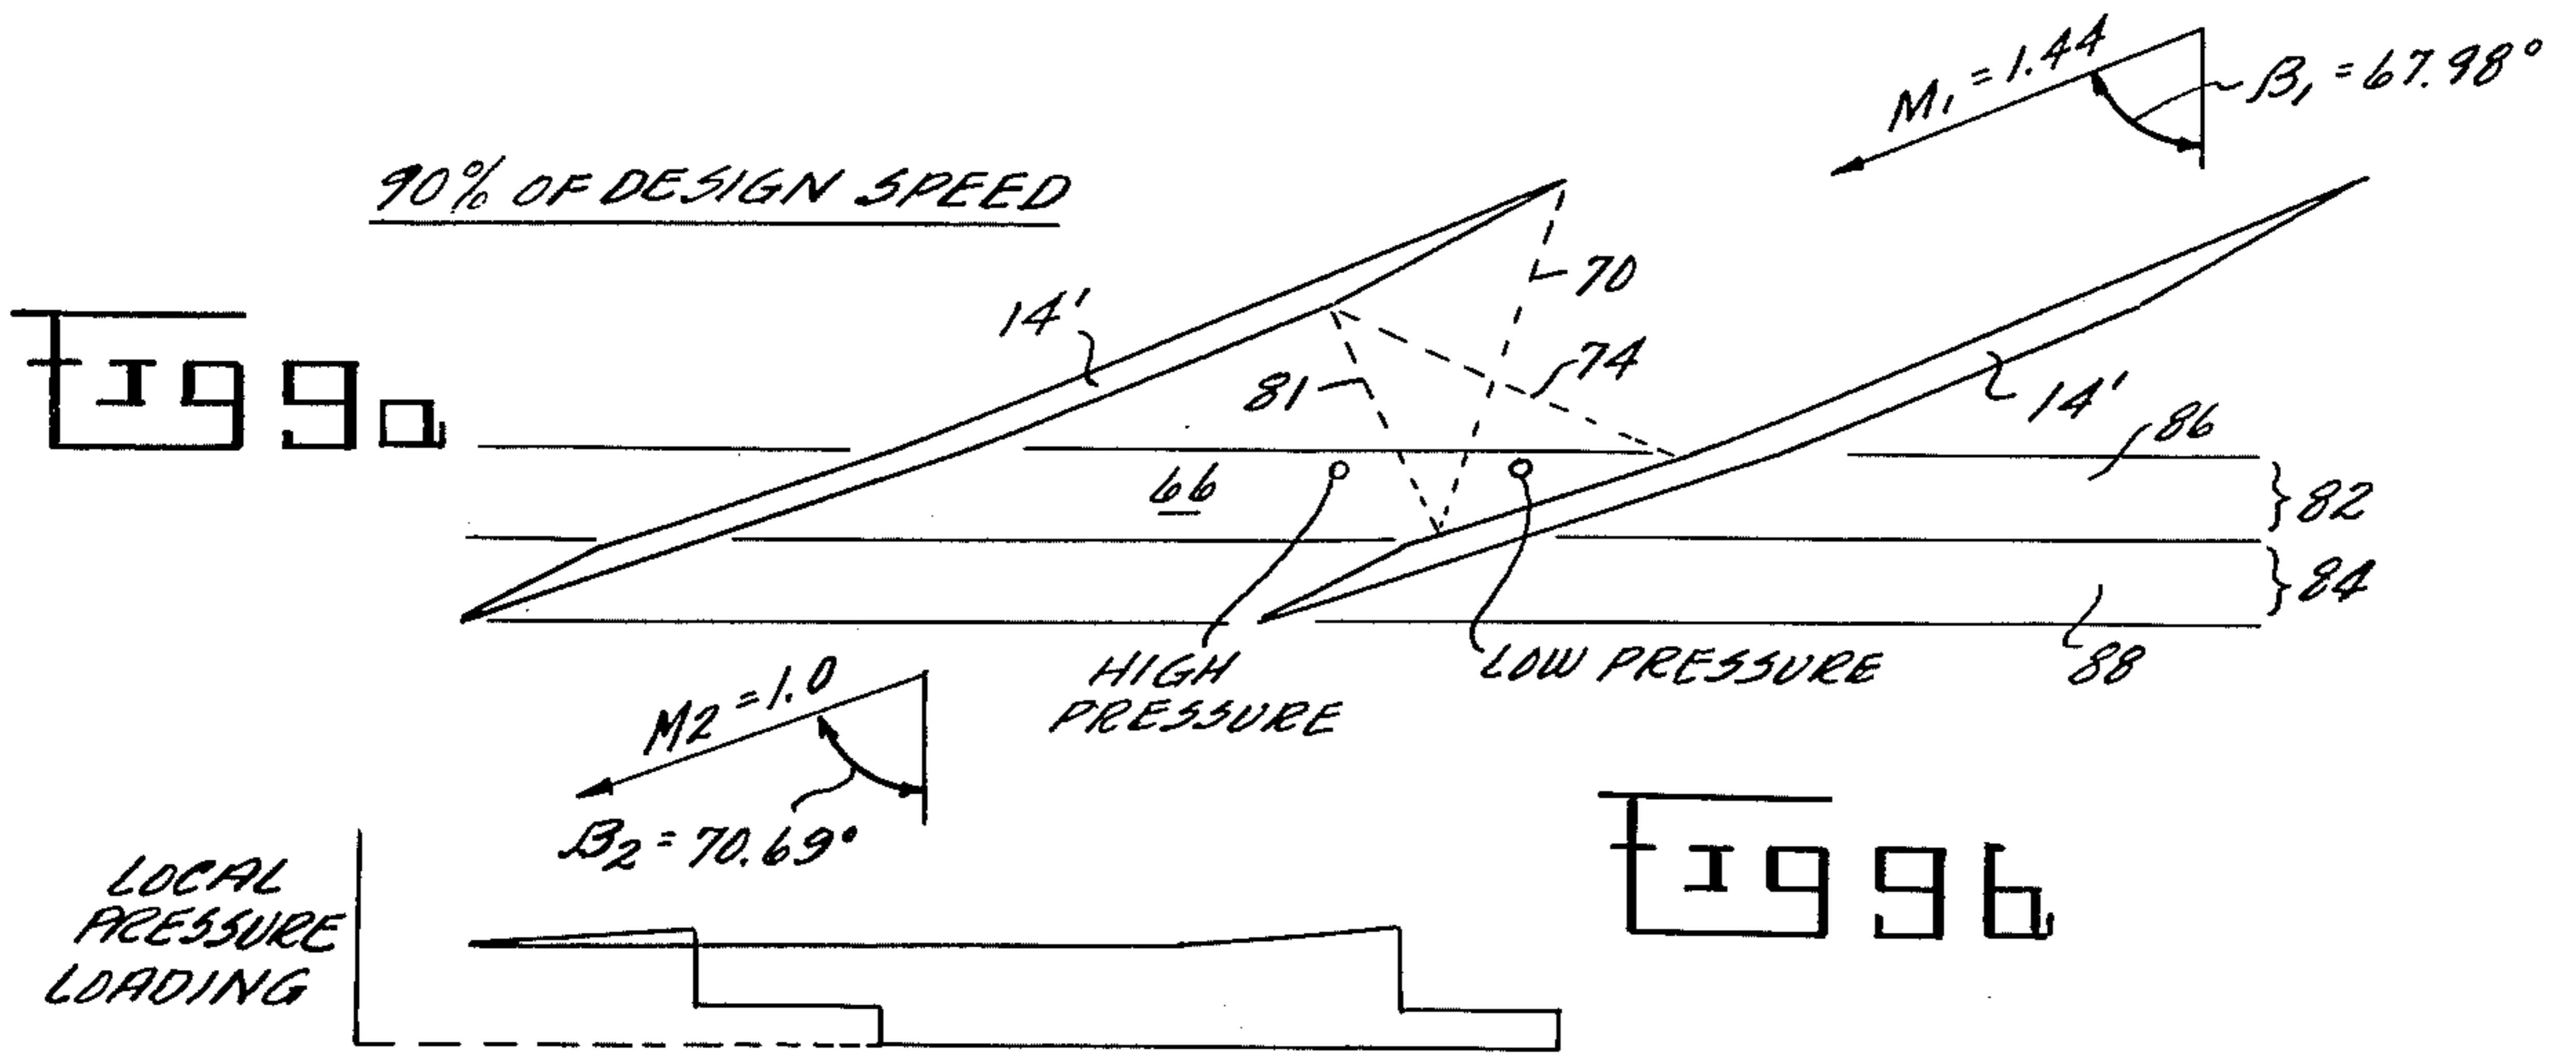 M₁ = 1.44
β₁ = 67.98°
90% OF DESIGN SPEED
70
14'
Fig 9a
81
74
14'
86
66
82
84
HIGH
PRESSURE
LOW PRESSURE
88
M2 = 1.0
β₂ = 70.69°
Fig 9b
LOCAL
PRESSURE
LOADING